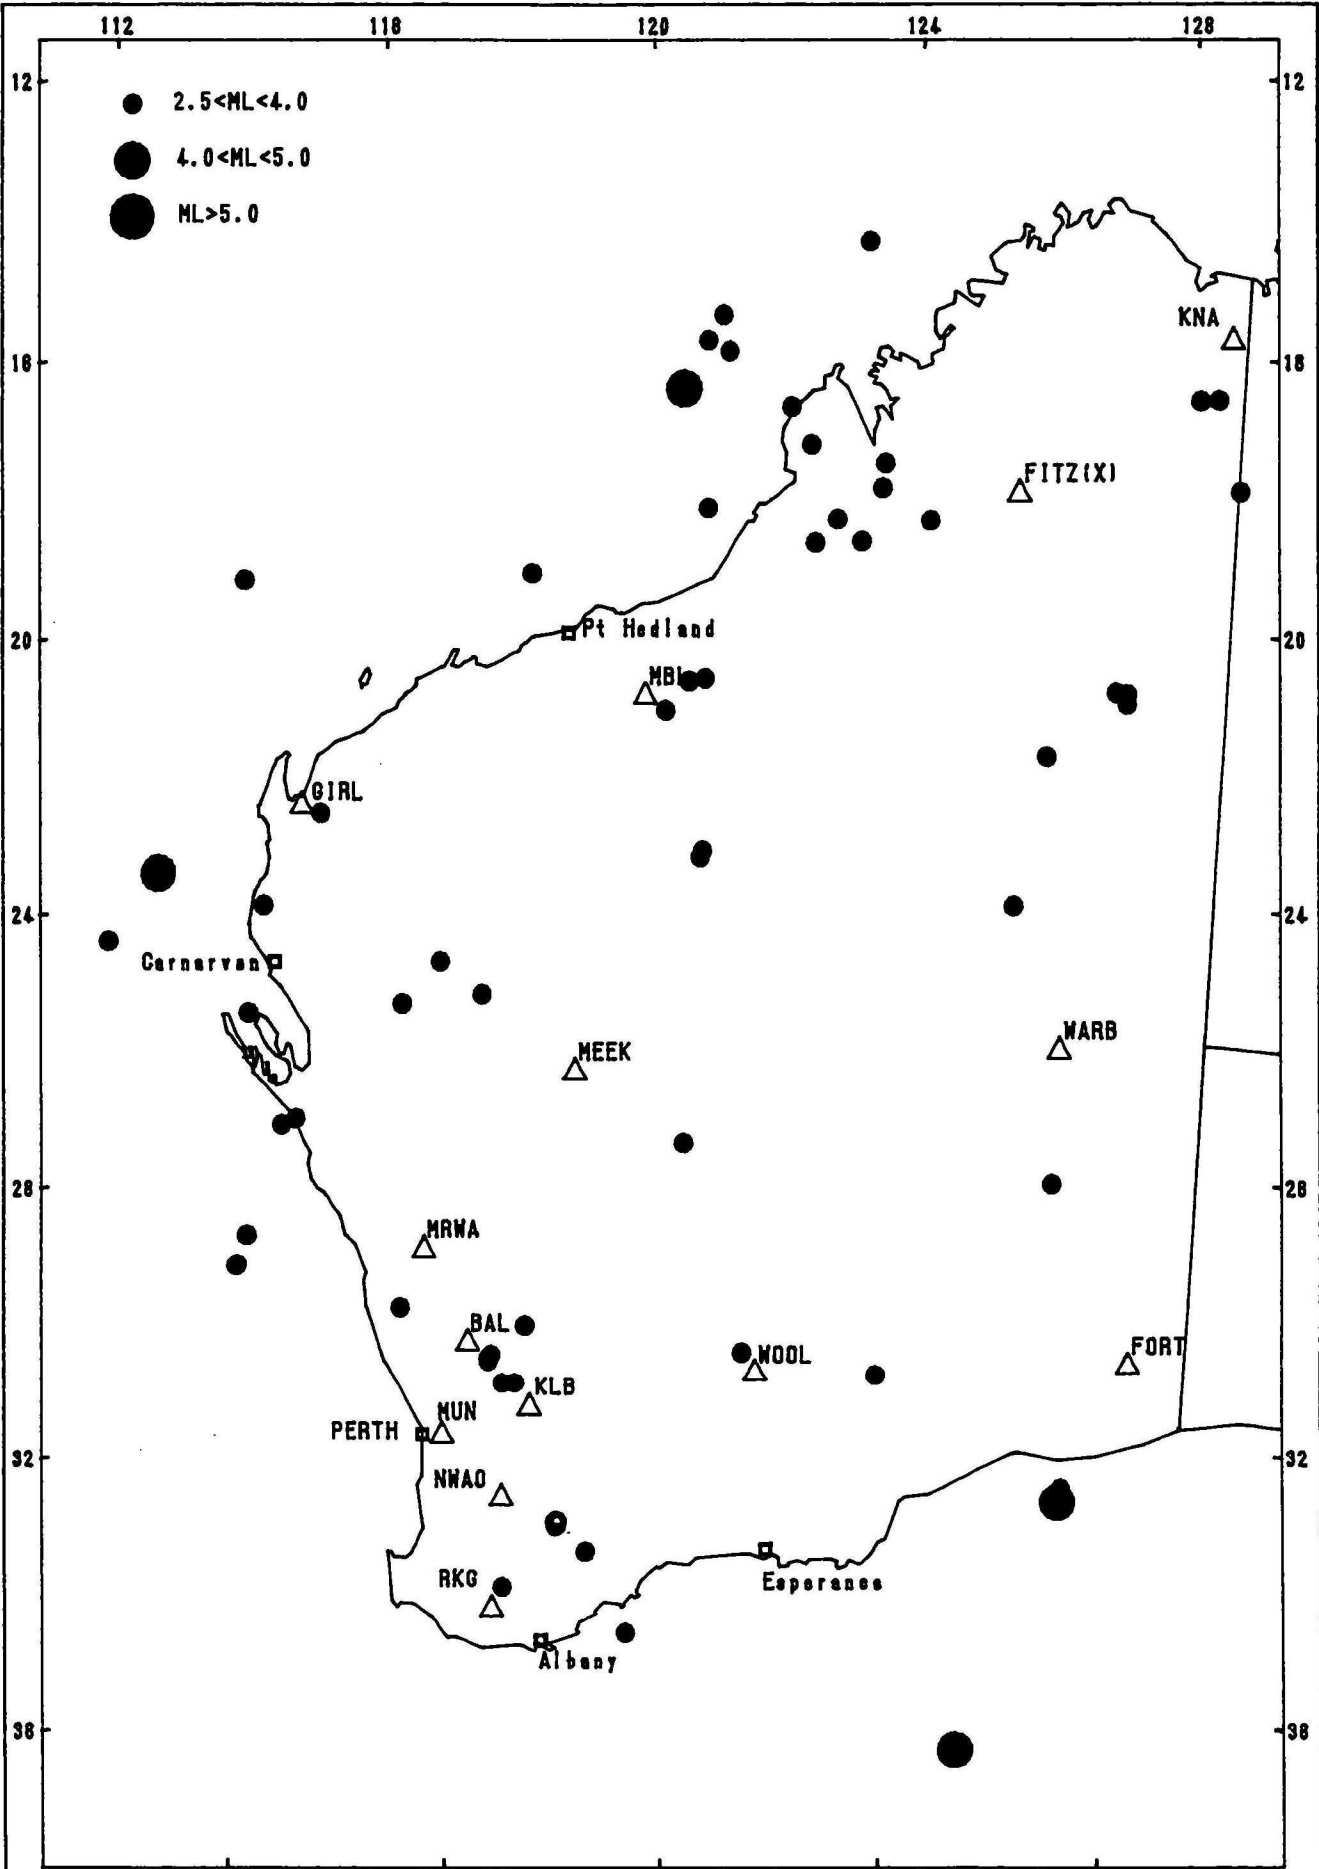 112 116 120 124 128
12 12
2.5<ML<4.0
4.0<ML<5.0
ML>5.0
KNA
16 16
FITZ(X)
20 20
Pt Hedland
MBL
GIRL
24 24
Carnarvon
WARB
MEEK
28 28
MRWA
BAL
WOOL
FORT
KLB
MUN
PERTH
32 32
NWAO
RKG
Esperance
Albany
36 36